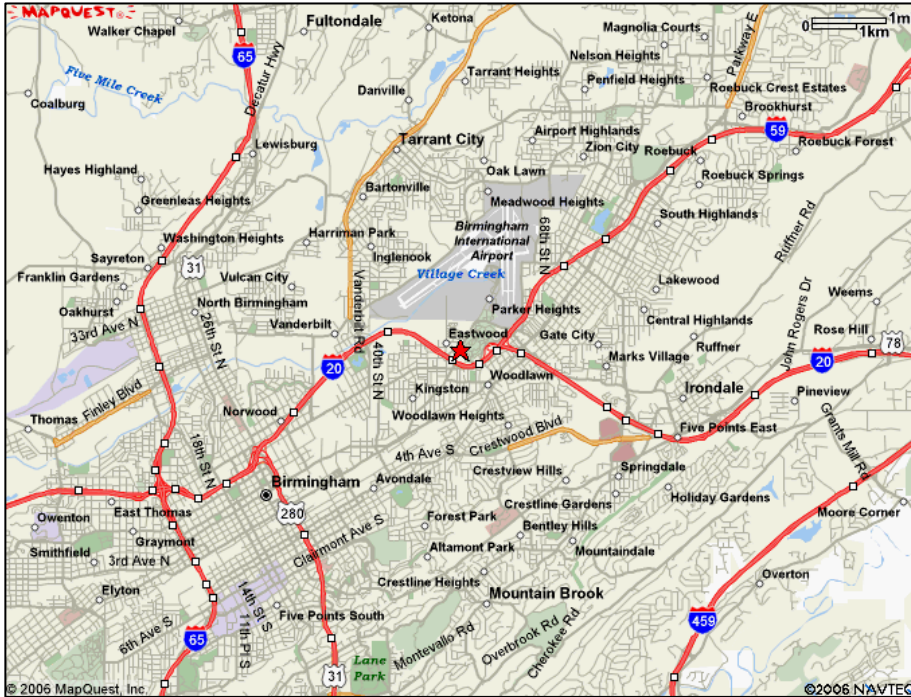 MAPQUEST
Walker Chapel
Fultondale
Ketona
Magnolia Courts
0 1m
1km
65
Decatur Hwy
Nelson Heights
Parkway E
Five Mile Creek
Tarrant Heights
Penfield Heights
Roebuck Crest Estates
Coalburg
Danville
Brookhurst
Airport Highlands
59
Tarrant City
Zion City
Roebuck
Roebuck Forest
Lewisburg
Oak Lawn
Roebuck Springs
Hayes Highland
Bartonville
Meadwood Heights
Greenleas Heights
South Highlands
Birmingham
International
Airport
68th St N
Ruffner Rd
Washington Heights
Harriman Park
Sayreton
31
Inglenook
Village Creek
Franklin Gardens
Vulcan City
Lakewood
Weems
Oakhurst
North Birmingham
Parker Heights
Vanderbilt Rd
Central Highlands
John Rogers Dr
33rd Ave N
26th St N
Vanderbilt
Eastwood
Gate City
Ruffner
Rose Hill
78
40th St N
Marks Village
20
20
Woodlawn
Irondale
Pineview
Finley Blvd
Kingston
Thomas
Norwood
Woodlawn Heights
Crestwood Blvd
Five Points East
Grants Mill Rd
18th St N
4th Ave S
Birmingham
Avondale
Crestview Hills
Springdale
Crestline Gardens
Holiday Gardens
East Thomas
280
Moore Corner
Owenton
Forest Park
Bentley Hills
Graymont
Clairmont Ave S
Smithfield
3rd Ave N
Altamont Park
Mountaindale
Elyton
Crestline Heights
Overton
14th St S
Mountain Brook
11th Pl S
Five Points South
459
6th Ave S
65
Montevallo Rd
Overbrook Rd
Cherokee Rd
Lane
Park
31
© 2006 MapQuest, Inc.
©2006 NAVTEQ